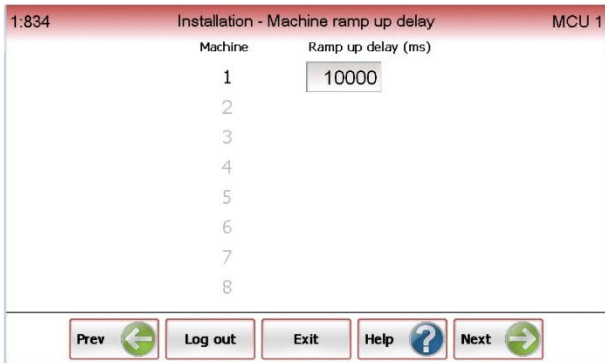 1:834 Installation - Machine ramp up delay MCU 1
Machine Ramp up delay (ms)
1 10000
2
3
4
5
6
7
8
Prev Log out Exit Help ? Next